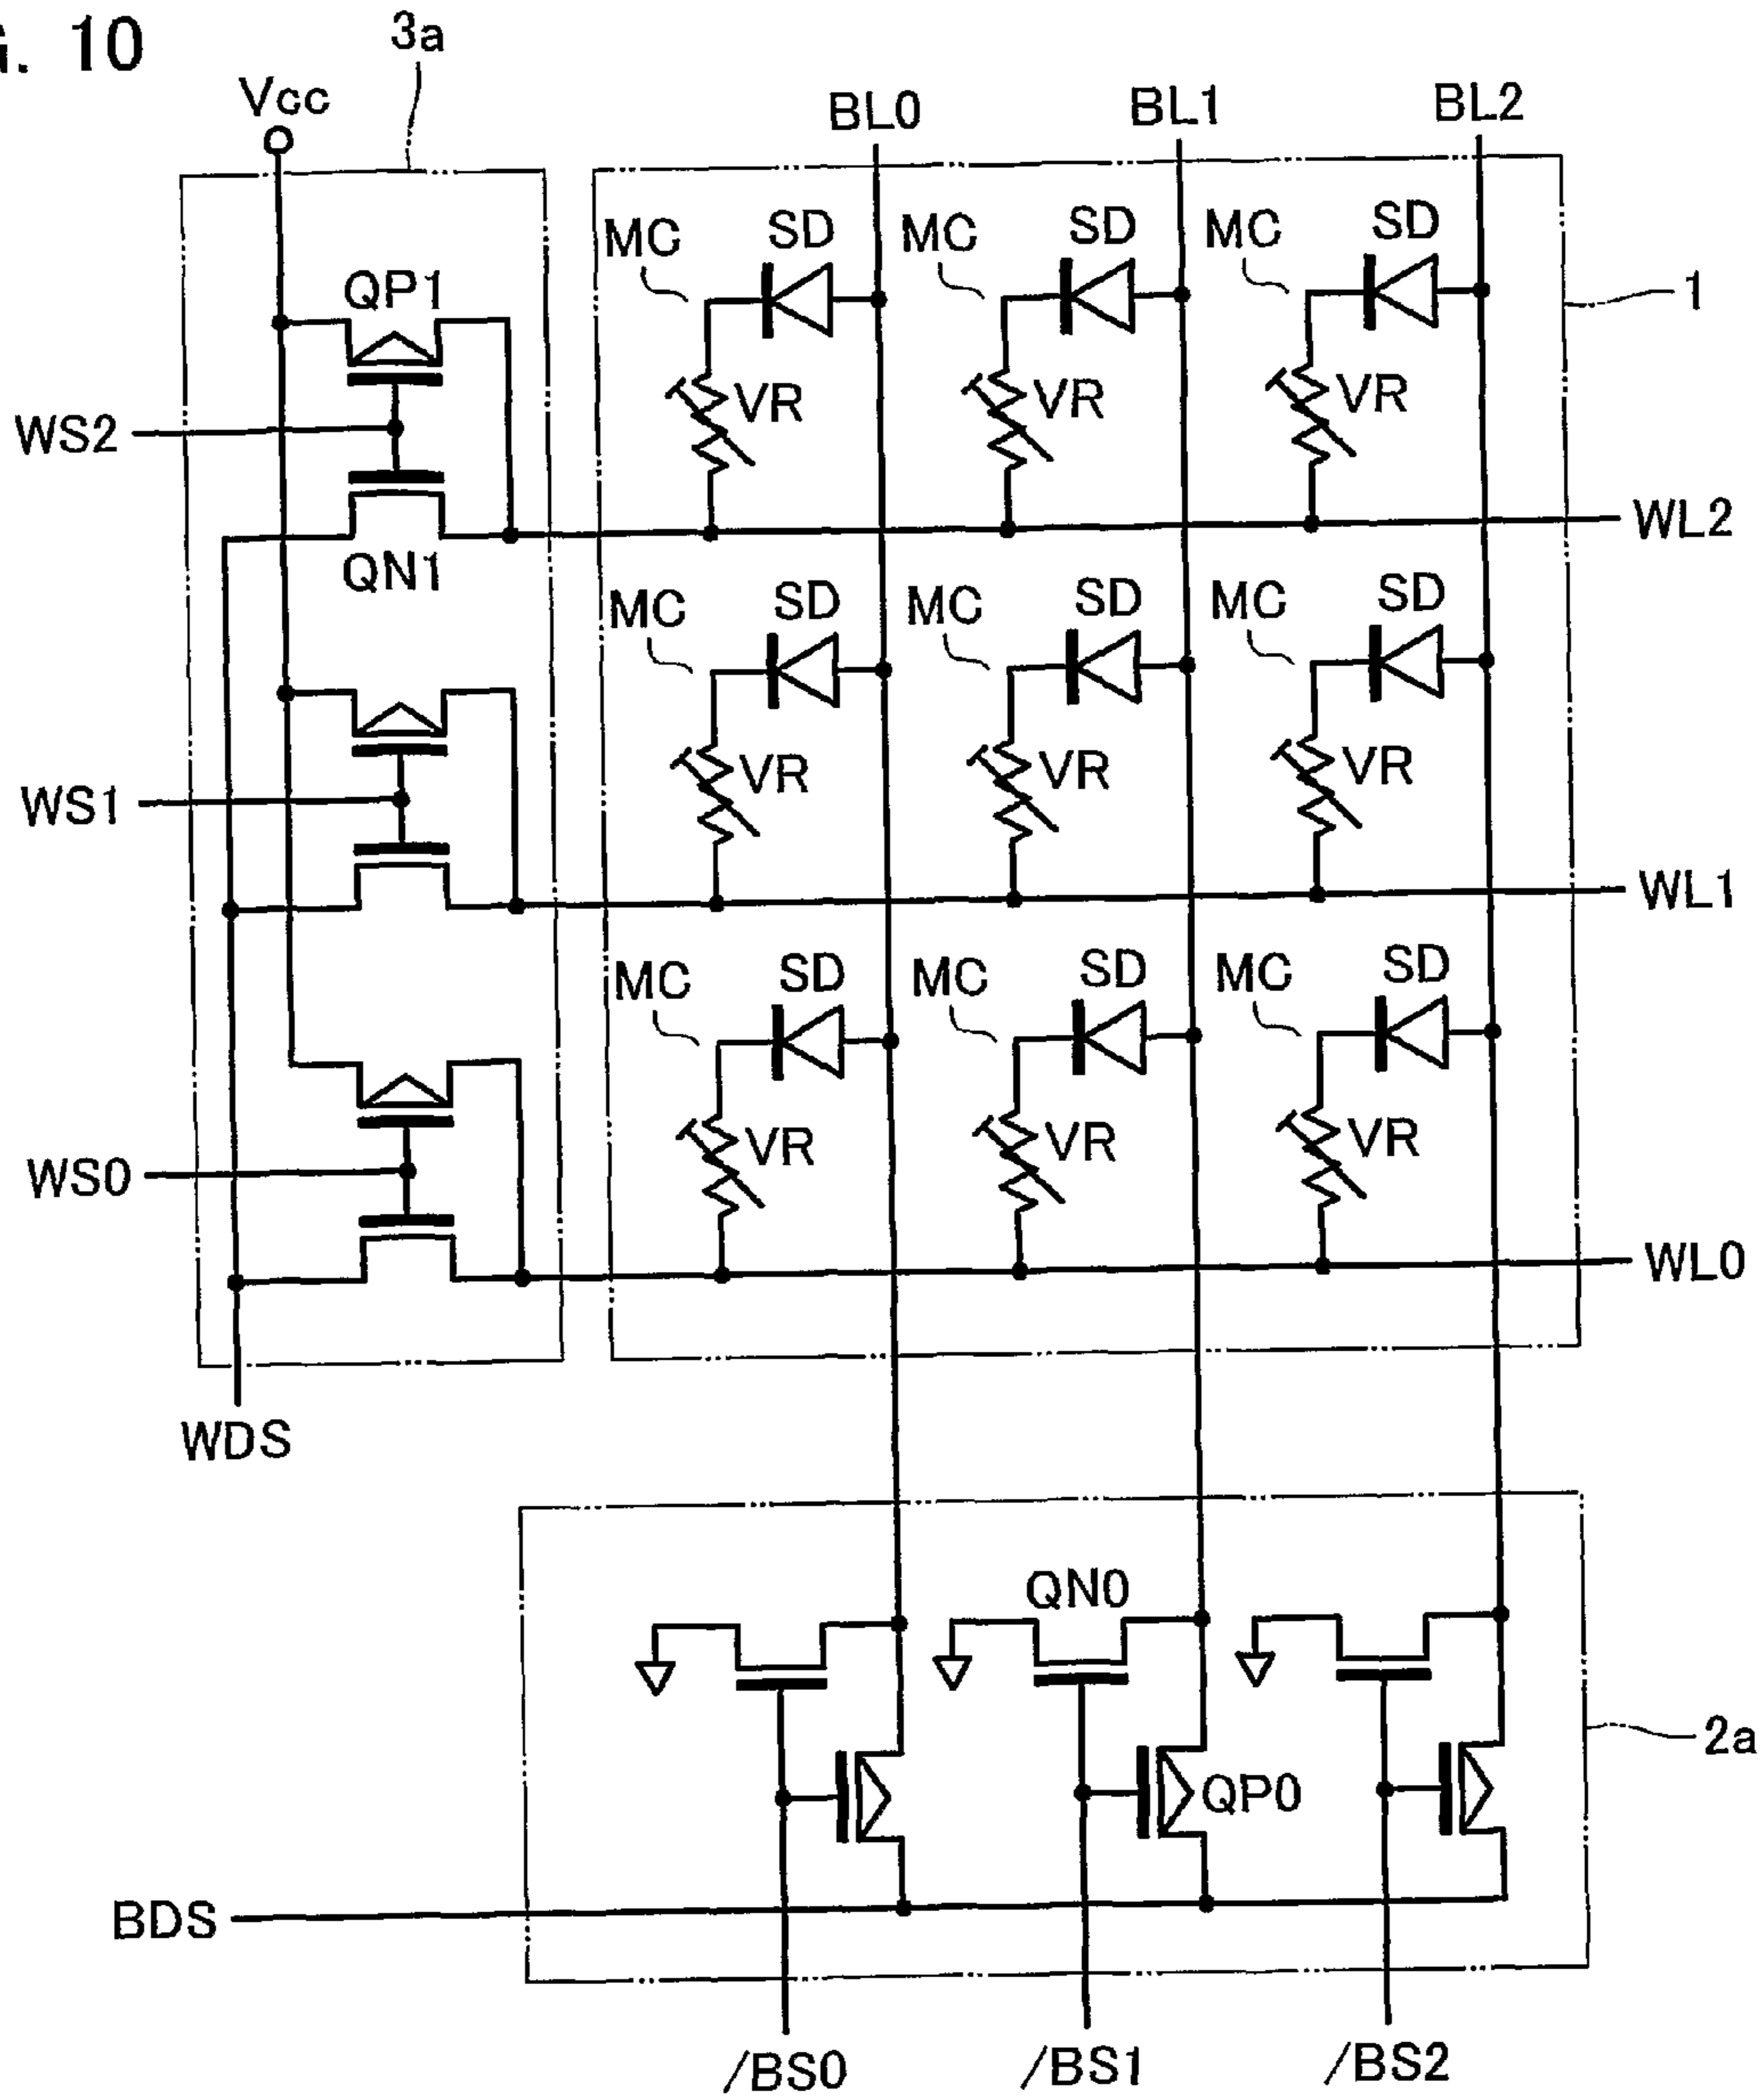 G. 10
3a
Vcc
BL0 BL1 BL2
MC SD MC SD MC SD
QP1
1
VR VR VR
WS2
WL2
QN1
MC SD MC SD MC SD
VR VR VR
WS1
WL1
MC SD MC SD MC SD
VR VR VR
WS0
WL0
WDS
QN0
2a
QP0
BDS
/BS0 /BS1 /BS2